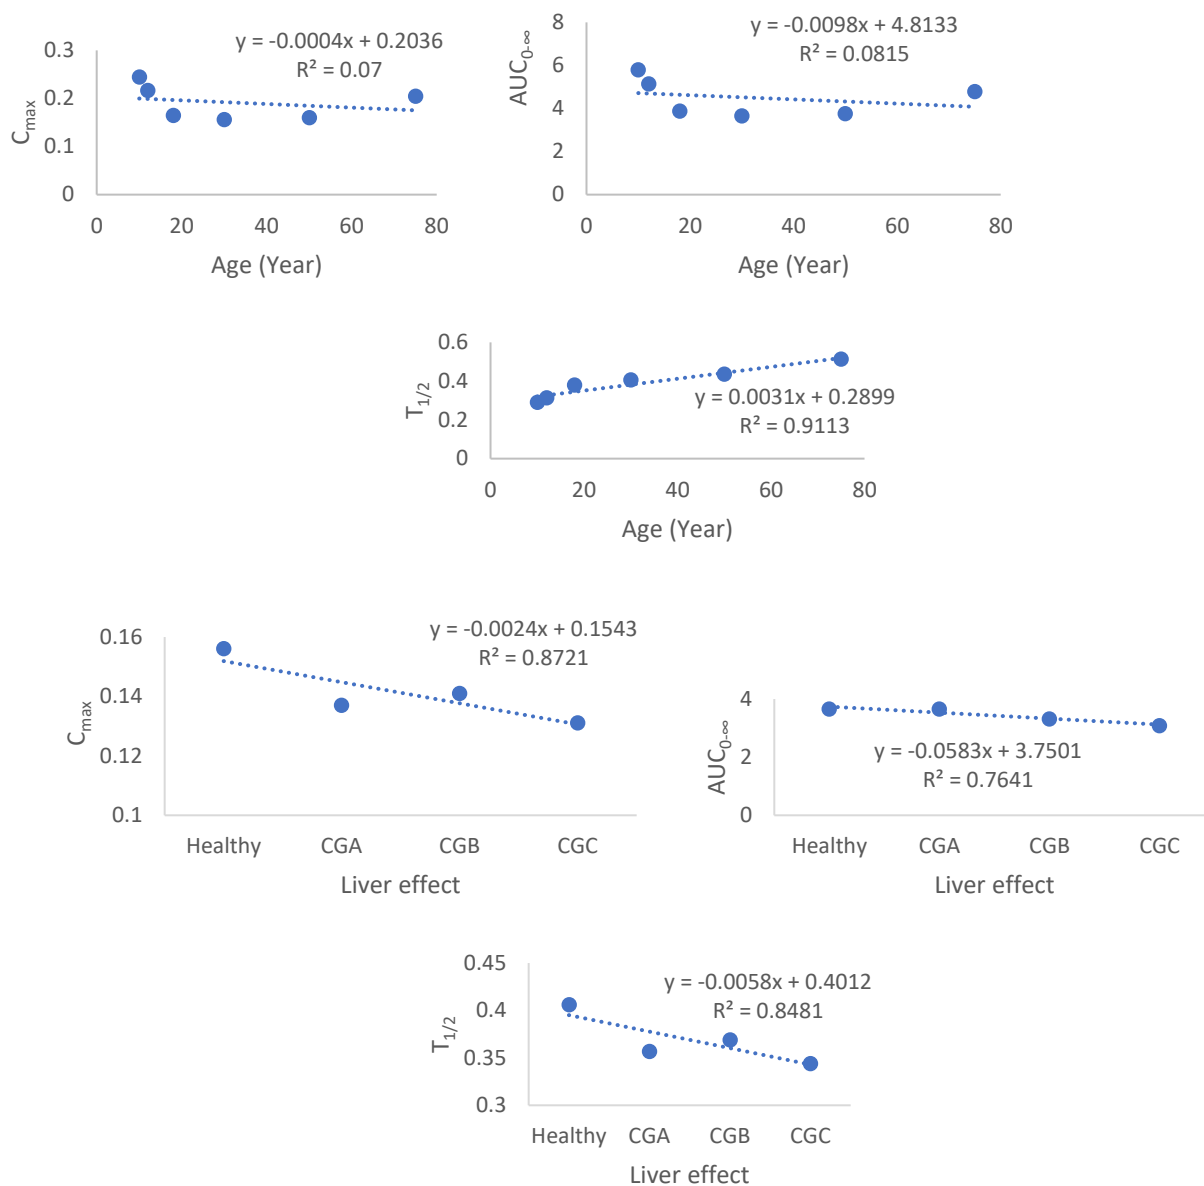 y = -0.0004x + 0.2036
R² = 0.07
0.3
0.2
0.1
0
C_max
0 20 40 60 80
Age (Year)
y = -0.0098x + 4.8133
R² = 0.0815
8
6
4
2
0
AUC_0-∞
0 20 40 60 80
Age (Year)
0.6
0.4
0.2
0
T_1/2
y = 0.0031x + 0.2899
R² = 0.9113
0 20 40 60 80
Age (Year)
y = -0.0024x + 0.1543
R² = 0.8721
0.16
0.14
0.12
0.1
C_max
Healthy CGA CGB CGC
Liver effect
4
2
0
AUC_0-∞
y = -0.0583x + 3.7501
R² = 0.7641
Healthy CGA CGB CGC
Liver effect
0.45
0.4
0.35
0.3
T_1/2
y = -0.0058x + 0.4012
R² = 0.8481
Healthy CGA CGB CGC
Liver effect